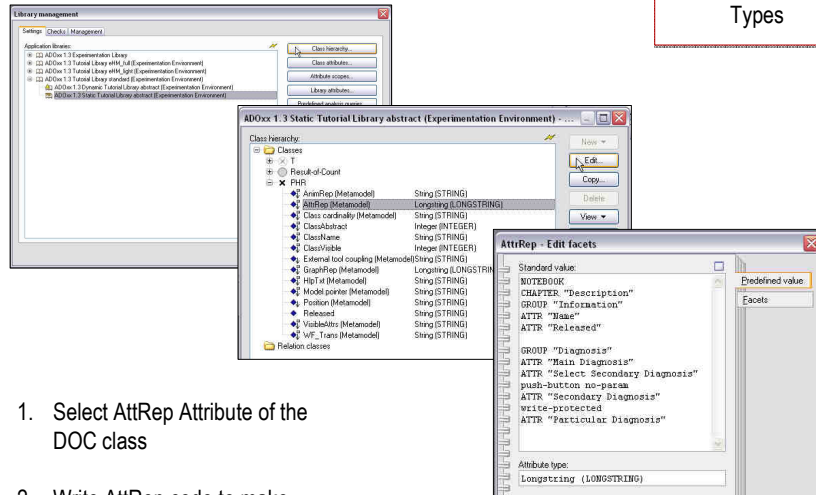 Types
Library management
Settings Checks Management
Application libraries:
ADOxx 1.3 Experimentation Library
ADOxx 1.3 Tutorial Library eHM_full (Experimentation Environment)
ADOxx 1.3 Tutorial Library eHM_light (Experimentation Environment)
ADOxx 1.3 Tutorial Library standard (Experimentation Environment)
ADOxx 1.3 Dynamic Tutorial Library abstract (Experimentation Environment)
ADOxx 1.3 Static Tutorial Library abstract (Experimentation Environment)
Class hierarchy...
Class attributes...
Attribute scopes...
Library attributes...
Predefined analysis queries
ADOxx 1.3 Static Tutorial Library abstract (Experimentation Environment) - ...
Class hierarchy:
Classes
T
Result-of-Count
PHR
AnimRep (Metamodel) String (STRING)
AttrRep (Metamodel) Longstring (LONGSTRING)
Class cardinality (Metamodel) String (STRING)
ClassAbstract Integer (INTEGER)
ClassName String (STRING)
ClassVisible Integer (INTEGER)
External tool coupling (Metamodel) String (STRING)
GraphRep (Metamodel) Longstring (LONGSTRIN
HlpTxt (Metamodel) String (STRING)
Model pointer (Metamodel) String (STRING)
Position (Metamodel) String (STRING)
Released String (STRING)
VisibleAttrs (Metamodel) String (STRING)
WF_Trans (Metamodel) String (STRING)
Relation classes
New
Edit...
Copy...
Delete
View
AttrRep - Edit facets
Standard value:
NOTEBOOK
CHAPTER "Description"
GROUP "Information"
ATTR "Name"
ATTR "Released"
GROUP "Diagnosis"
ATTR "Main Diagnosis"
ATTR "Select Secondary Diagnosis"
push-button no-param
ATTR "Secondary Diagnosis"
write-protected
ATTR "Particular Diagnosis"
Attribute type:
Longstring (LONGSTRING)
Predefined value
Facets
1. Select AttRep Attribute of the
DOC class